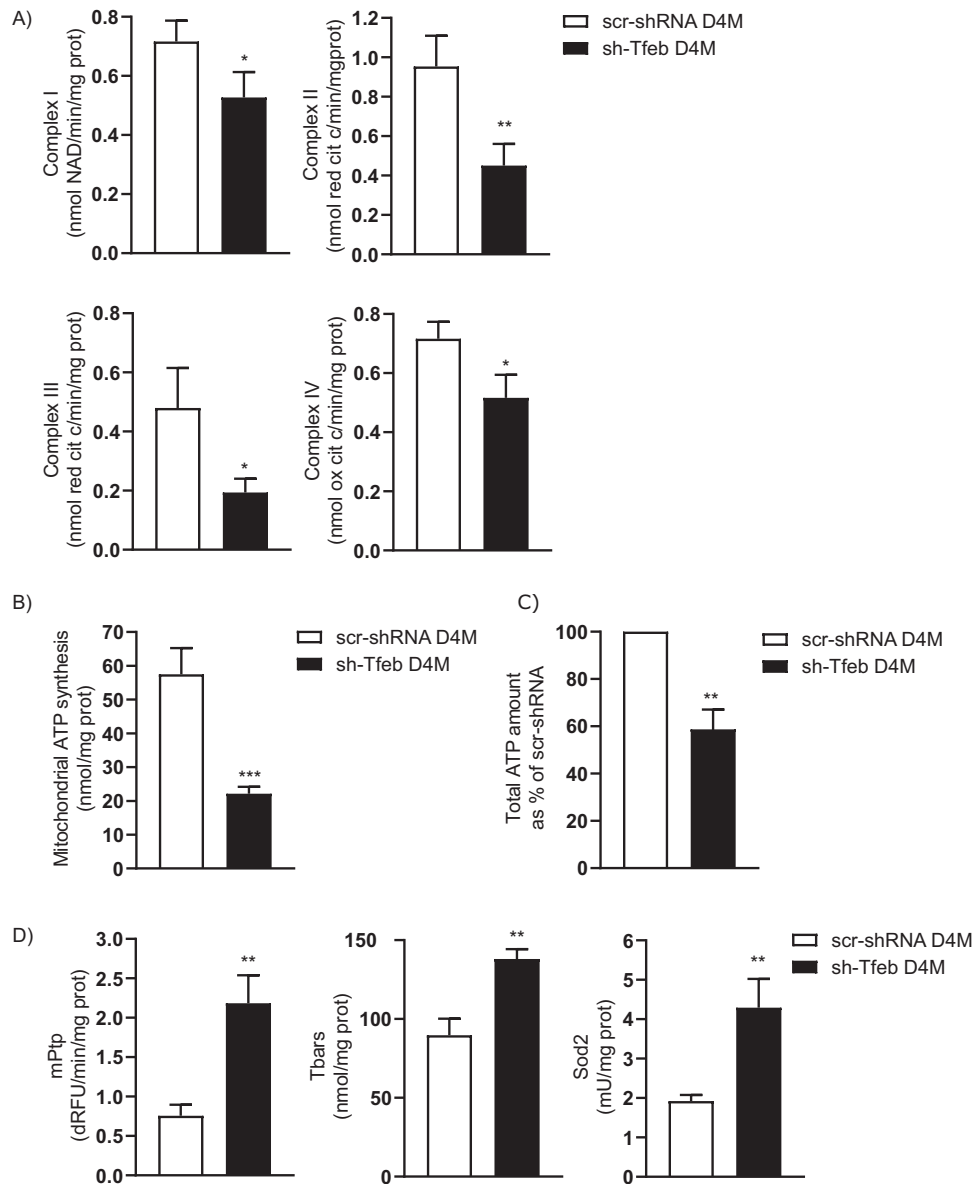 A)
scr-shRNA D4M
sh-Tfeb D4M
Complex I
(nmol NAD/min/mg prot)
0.8
0.6
0.4
0.2
0.0
*
Complex II
(nmol red cit c/min/mgprot)
1.2
1.0
0.8
0.6
0.4
0.2
0.0
**
Complex III
(nmol red cit c/min/mg prot)
0.8
0.6
0.4
0.2
0.0
*
Complex IV
(nmol ox cit c/min/mg prot)
0.8
0.6
0.4
0.2
0.0
*
B)
Mitochondrial ATP synthesis
(nmol/mg prot)
70
60
50
40
30
20
10
0
***
scr-shRNA D4M
sh-Tfeb D4M
C)
Total ATP amount
as % of scr-shRNA
100
80
60
40
20
0
**
scr-shRNA D4M
sh-Tfeb D4M
D)
mPtp
(dRFU/min/mg prot)
3.0
2.5
2.0
1.5
1.0
0.5
0.0
**
Tbars
(nmol/mg prot)
150
100
50
0
**
Sod2
(mU/mg prot)
6
5
4
3
2
1
0
**
scr-shRNA D4M
sh-Tfeb D4M